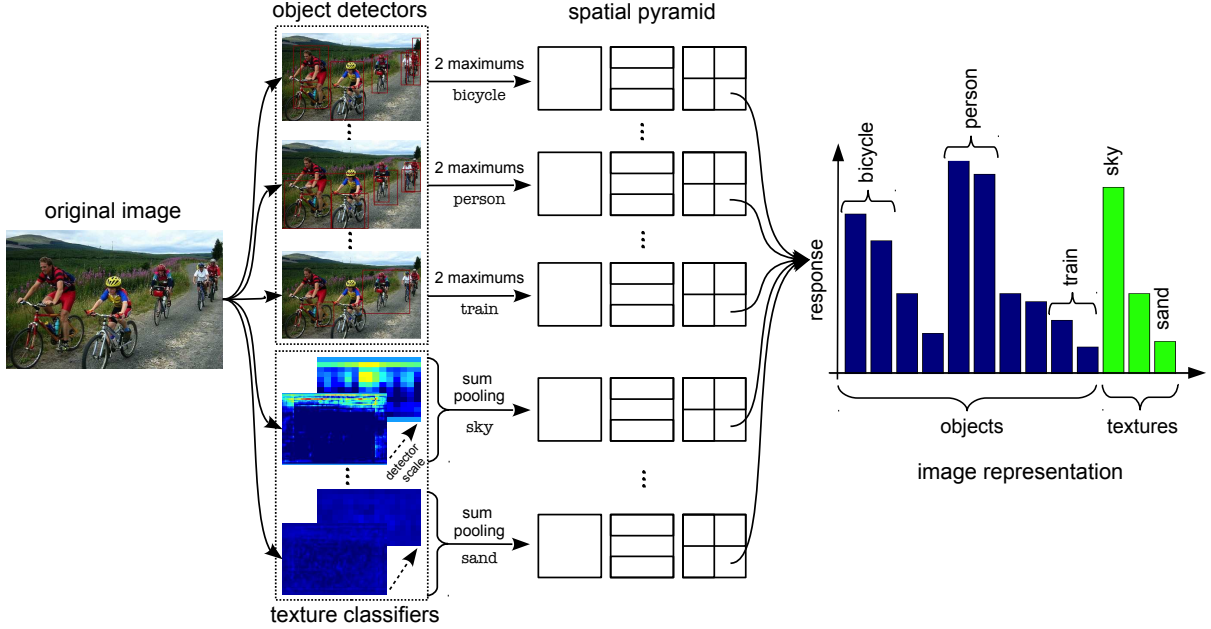 object detectors
spatial pyramid
2 maximums
bicycle
2 maximums
person
2 maximums
train
original image
sum
pooling
sky
detector
scale
sum
pooling
sand
texture classifiers
response
bicycle
person
train
sky
sand
objects
textures
image representation